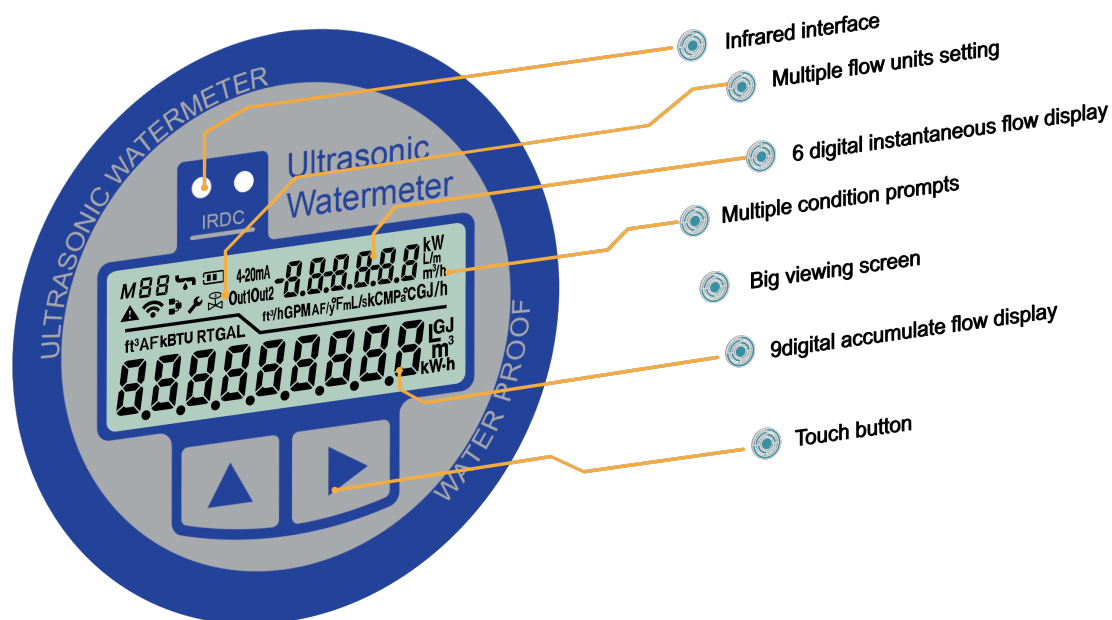 Infrared interface
Multiple flow units setting
6 digital instantaneous flow display
Multiple condition prompts
Big viewing screen
9digital accumulate flow display
Touch button
ULTRASONIC WATERMETER
Ultrasonic
Watermeter
IRDC
M88 4-20mA -8.8.8.8.8.8 kW
L/m
m³/h
Out1Out2
ft³/hGPMAF/y°FmL/skCMPa°CGJ/h
ft³AFkBTU RTGAL
8.8.8.8.8.8.8.8.8 LGJ
m³
kW·h
WATER PROOF